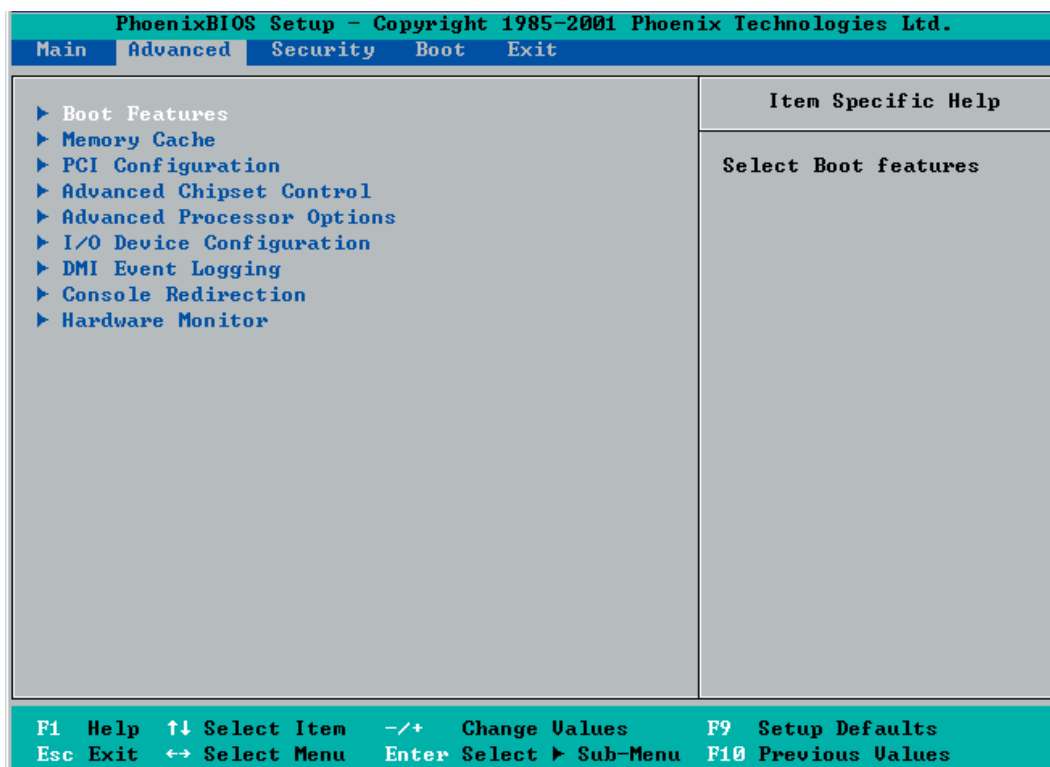 PhoenixBIOS Setup - Copyright 1985-2001 Phoenix Technologies Ltd.
Main Advanced Security Boot Exit
Item Specific Help
▶ Boot Features
▶ Memory Cache
▶ PCI Configuration
▶ Advanced Chipset Control
▶ Advanced Processor Options
▶ I/O Device Configuration
▶ DMI Event Logging
▶ Console Redirection
▶ Hardware Monitor
Select Boot features
F1 Help ↑↓ Select Item -/+ Change Values F9 Setup Defaults
Esc Exit ↔ Select Menu Enter Select ▶ Sub-Menu F10 Previous Values